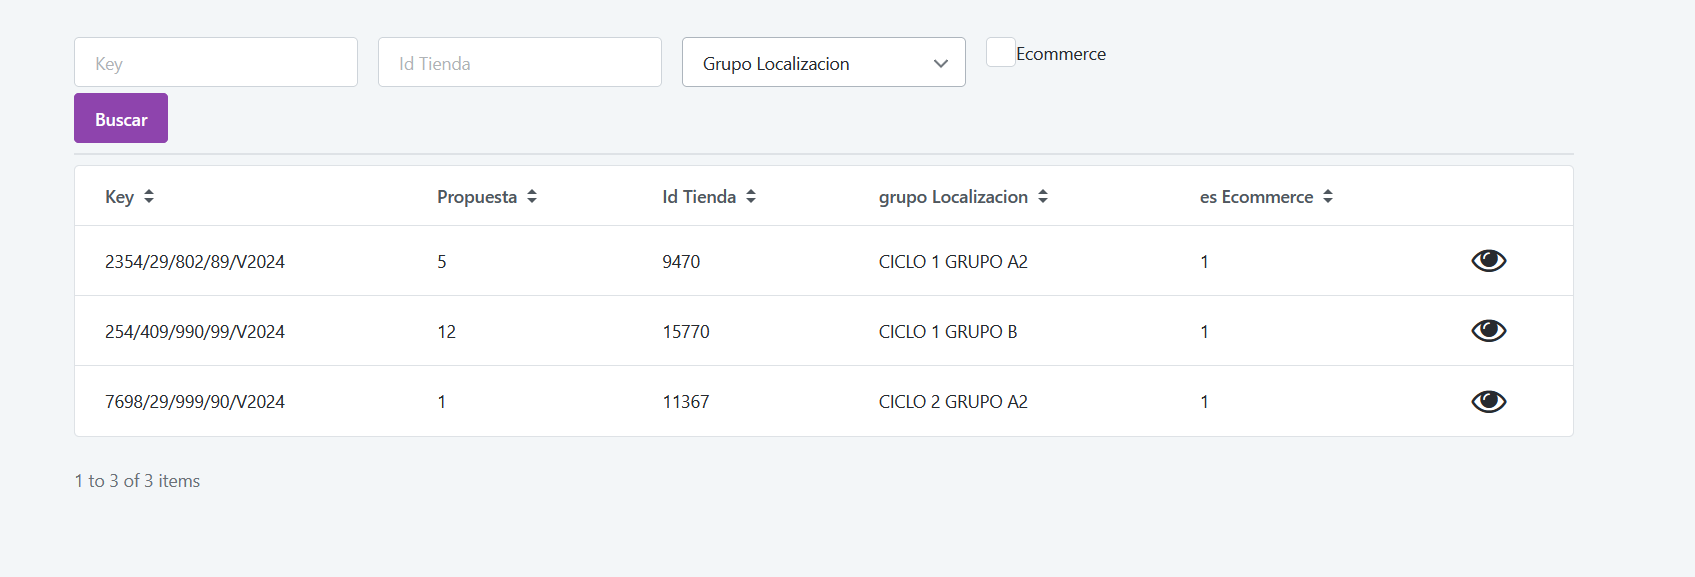 Key Id Tienda Grupo Localizacion Ecommerce
Buscar
Key Propuesta Id Tienda grupo Localizacion es Ecommerce
2354/29/802/89/V2024 5 9470 CICLO 1 GRUPO A2 1
254/409/990/99/V2024 12 15770 CICLO 1 GRUPO B 1
7698/29/999/90/V2024 1 11367 CICLO 2 GRUPO A2 1
1 to 3 of 3 items